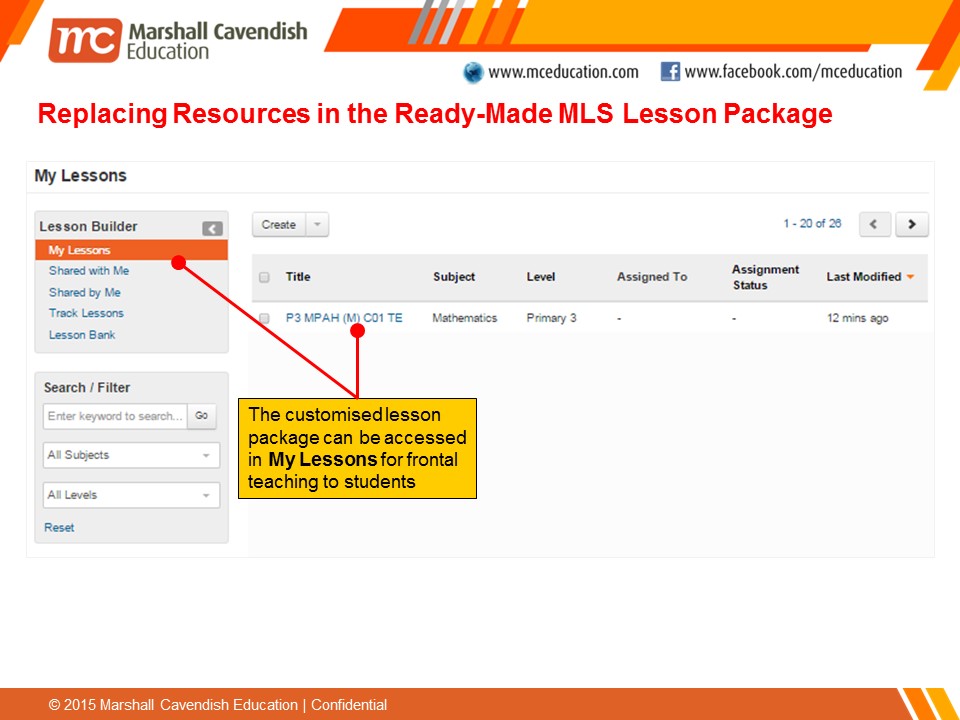 mc Marshall Cavendish
Education
www.mceducation.com
f www.facebook.com/mceducation
Replacing Resources in the Ready-Made MLS Lesson Package
My Lessons
Lesson Builder
My Lessons
Shared with Me
Shared by Me
Track Lessons
Lesson Bank
Search / Filter
Enter keyword to search... Go
All Subjects
All Levels
Reset
Create
1 - 20 of 26
Title Subject Level Assigned To Assignment Status Last Modified
P3 MPAH (M) C01 TE Mathematics Primary 3 - - 12 mins ago
The customised lesson
package can be accessed
in My Lessons for frontal
teaching to students
© 2015 Marshall Cavendish Education | Confidential